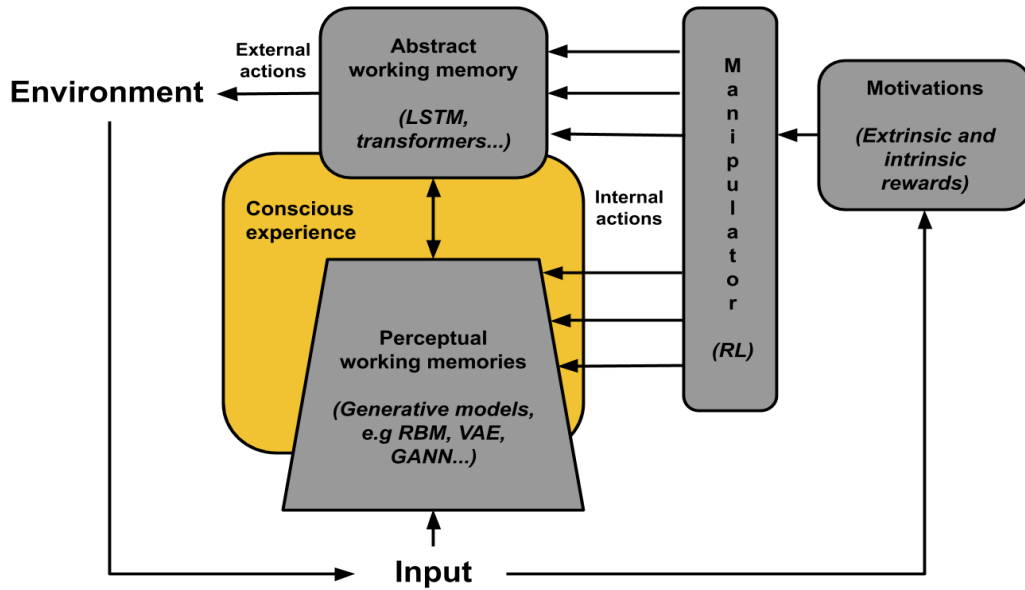 External
actions
Environment
Abstract
working memory
(LSTM,
transformers...)
M
a
n
i
p
u
l
a
t
o
r
(RL)
Motivations
(Extrinsic and
intrinsic
rewards)
Conscious
experience
Internal
actions
Perceptual
working memories
(Generative models,
e.g RBM, VAE,
GANN...)
Input